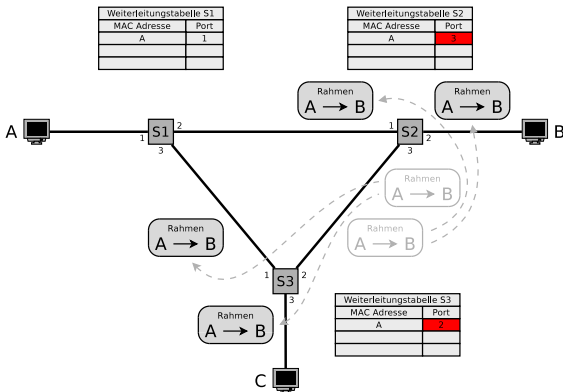 Weiterleitungstabelle S1
MAC Adresse Port
A 1
Weiterleitungstabelle S2
MAC Adresse Port
A 3
Rahmen
A → B
Rahmen
A → B
A
1
S1
2
3
1
S2
2
3
B
Rahmen
A → B
Rahmen
A → B
Rahmen
A → B
1
S3
2
3
Rahmen
A → B
Weiterleitungstabelle S3
MAC Adresse Port
A 2
C